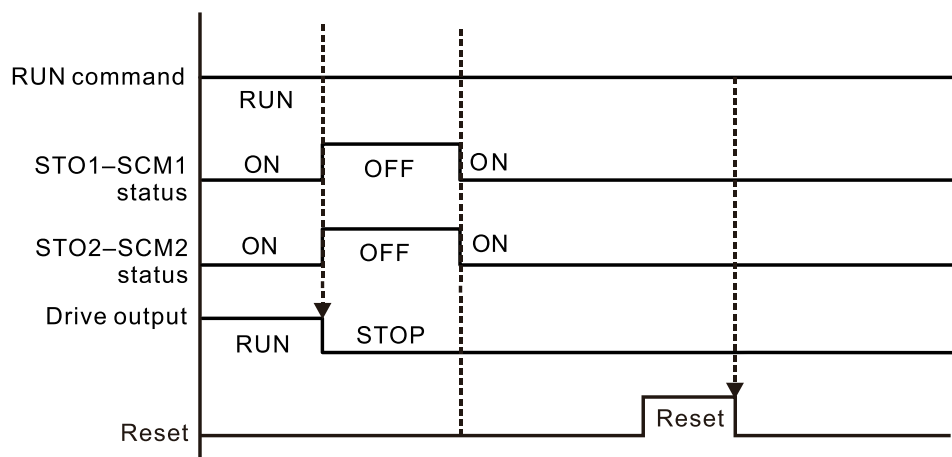 RUN command
RUN
STO1–SCM1
status
ON
OFF
ON
STO2–SCM2
status
ON
OFF
ON
Drive output
RUN
STOP
Reset
Reset